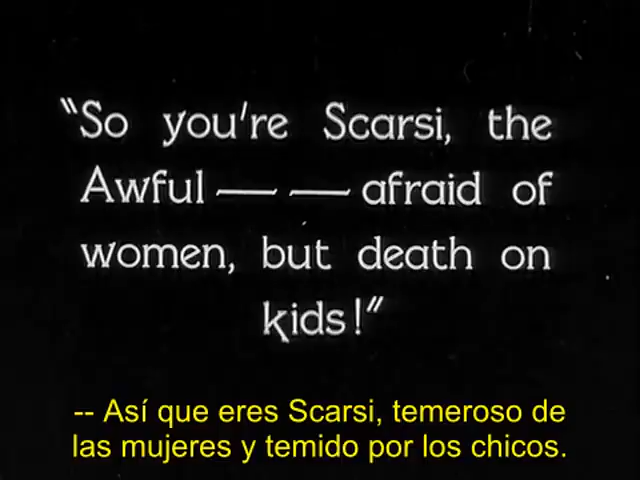 "So you're Scarsi, the
Awful — — afraid of
women, but death on
kids!"
-- Así que eres Scarsi, temeroso de
las mujeres y temido por los chicos.